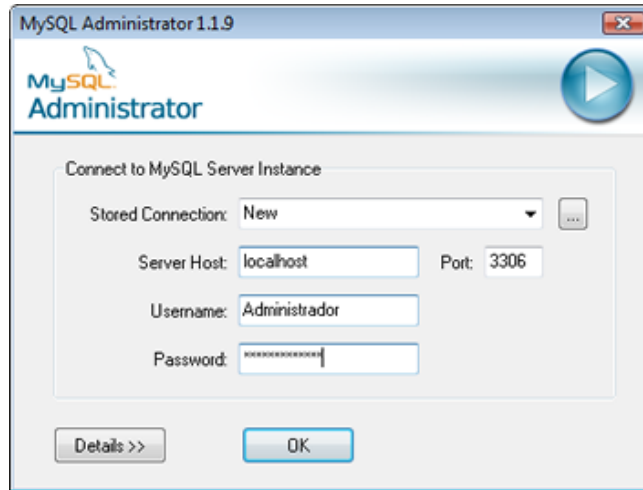 MySQL Administrator 1.1.9
MySQL
Administrator
Connect to MySQL Server Instance
Stored Connection: New ...
Server Host: localhost Port: 3306
Username: Administrador
Password: *************
Details >> OK